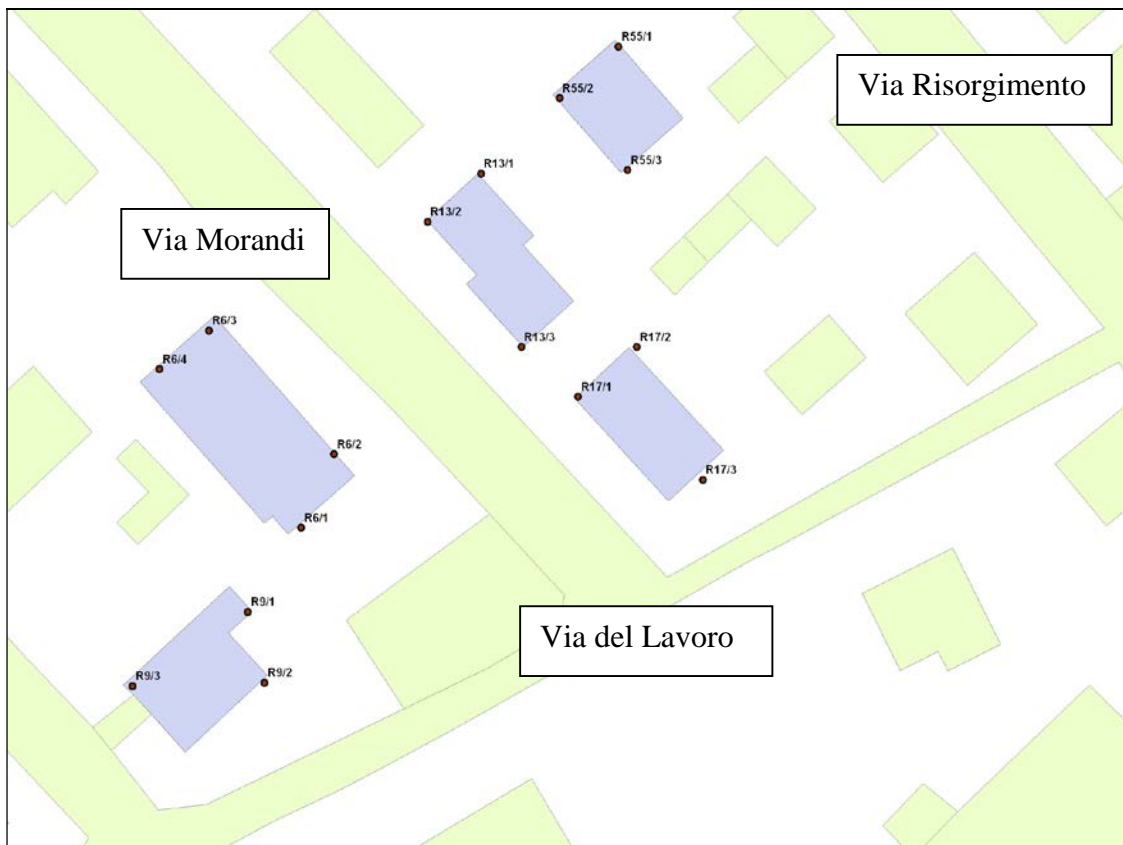 R55/1
Via Risorgimento
R55/2
R55/3
R13/1
R13/2
Via Morandi
R6/3
R13/3
R17/2
R6/4
R17/1
R6/2
R17/3
R6/1
R9/1
Via del Lavoro
R9/3
R9/2